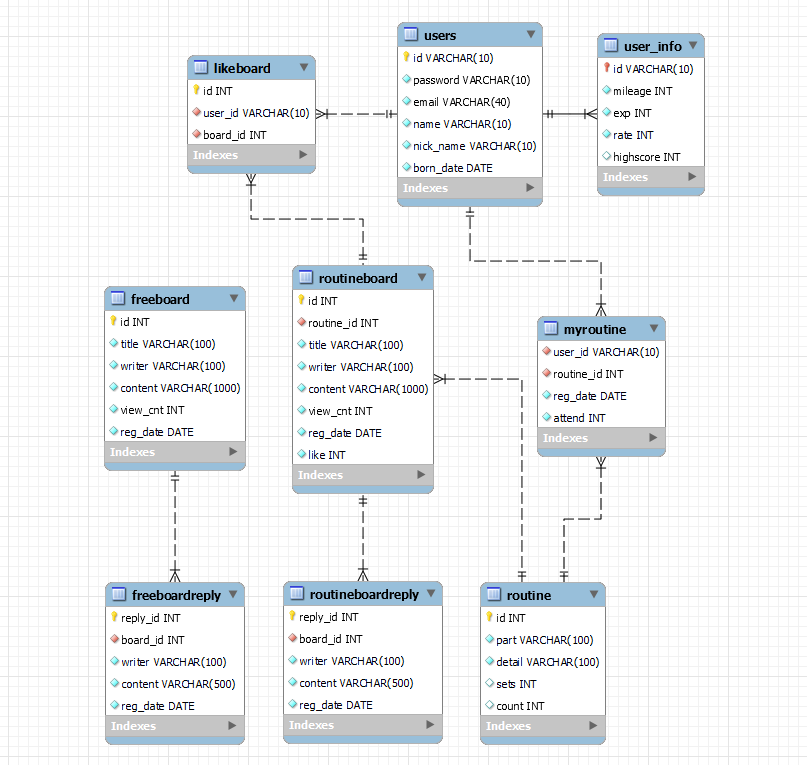 users
id VARCHAR(10)
password VARCHAR(10)
email VARCHAR(40)
name VARCHAR(10)
nick_name VARCHAR(10)
born_date DATE
Indexes
user_info
id VARCHAR(10)
mileage INT
exp INT
rate INT
highscore INT
Indexes
likeboard
id INT
user_id VARCHAR(10)
board_id INT
Indexes
routineboard
id INT
routine_id INT
title VARCHAR(100)
writer VARCHAR(100)
content VARCHAR(1000)
view_cnt INT
reg_date DATE
like INT
Indexes
freeboard
id INT
title VARCHAR(100)
writer VARCHAR(100)
content VARCHAR(1000)
view_cnt INT
reg_date DATE
Indexes
myroutine
user_id VARCHAR(10)
routine_id INT
reg_date DATE
attend INT
Indexes
freeboardreply
reply_id INT
board_id INT
writer VARCHAR(100)
content VARCHAR(500)
reg_date DATE
Indexes
routineboardreply
reply_id INT
board_id INT
writer VARCHAR(100)
content VARCHAR(500)
reg_date DATE
Indexes
routine
id INT
part VARCHAR(100)
detail VARCHAR(100)
sets INT
count INT
Indexes